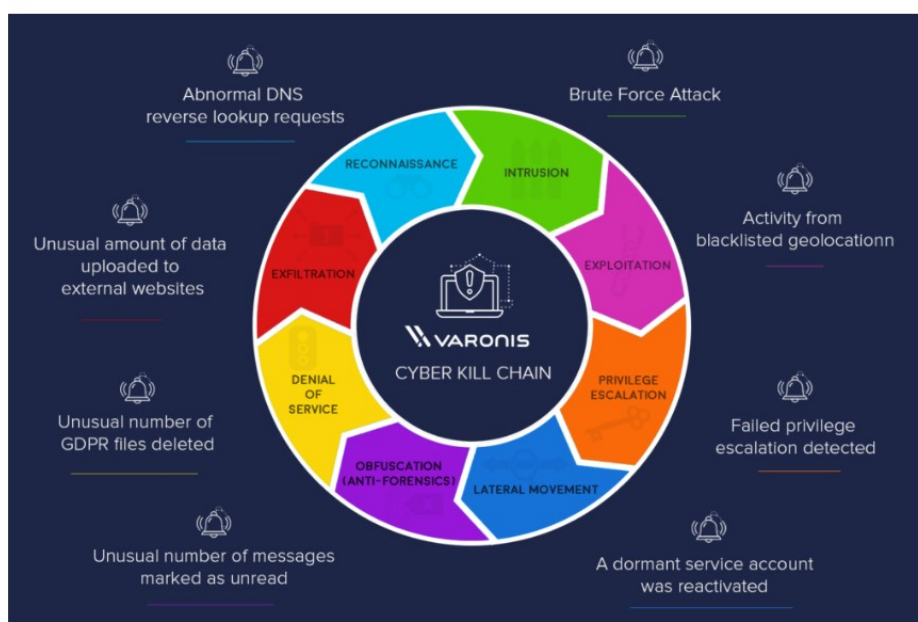 Abnormal DNS
reverse lookup requests
Brute Force Attack
RECONNAISSANCE
INTRUSION
Activity from
blacklisted geolocationn
Unusual amount of data
uploaded to
external websites
EXFILTRATION
EXPLOITATION
VARONIS
CYBER KILL CHAIN
DENIAL
OF
SERVICE
PRIVILEGE
ESCALATION
Unusual number of
GDPR files deleted
Failed privilege
escalation detected
OBFUSCATION
(ANTI-FORENSICS)
LATERAL MOVEMENT
Unusual number of messages
marked as unread
A dormant service account
was reactivated